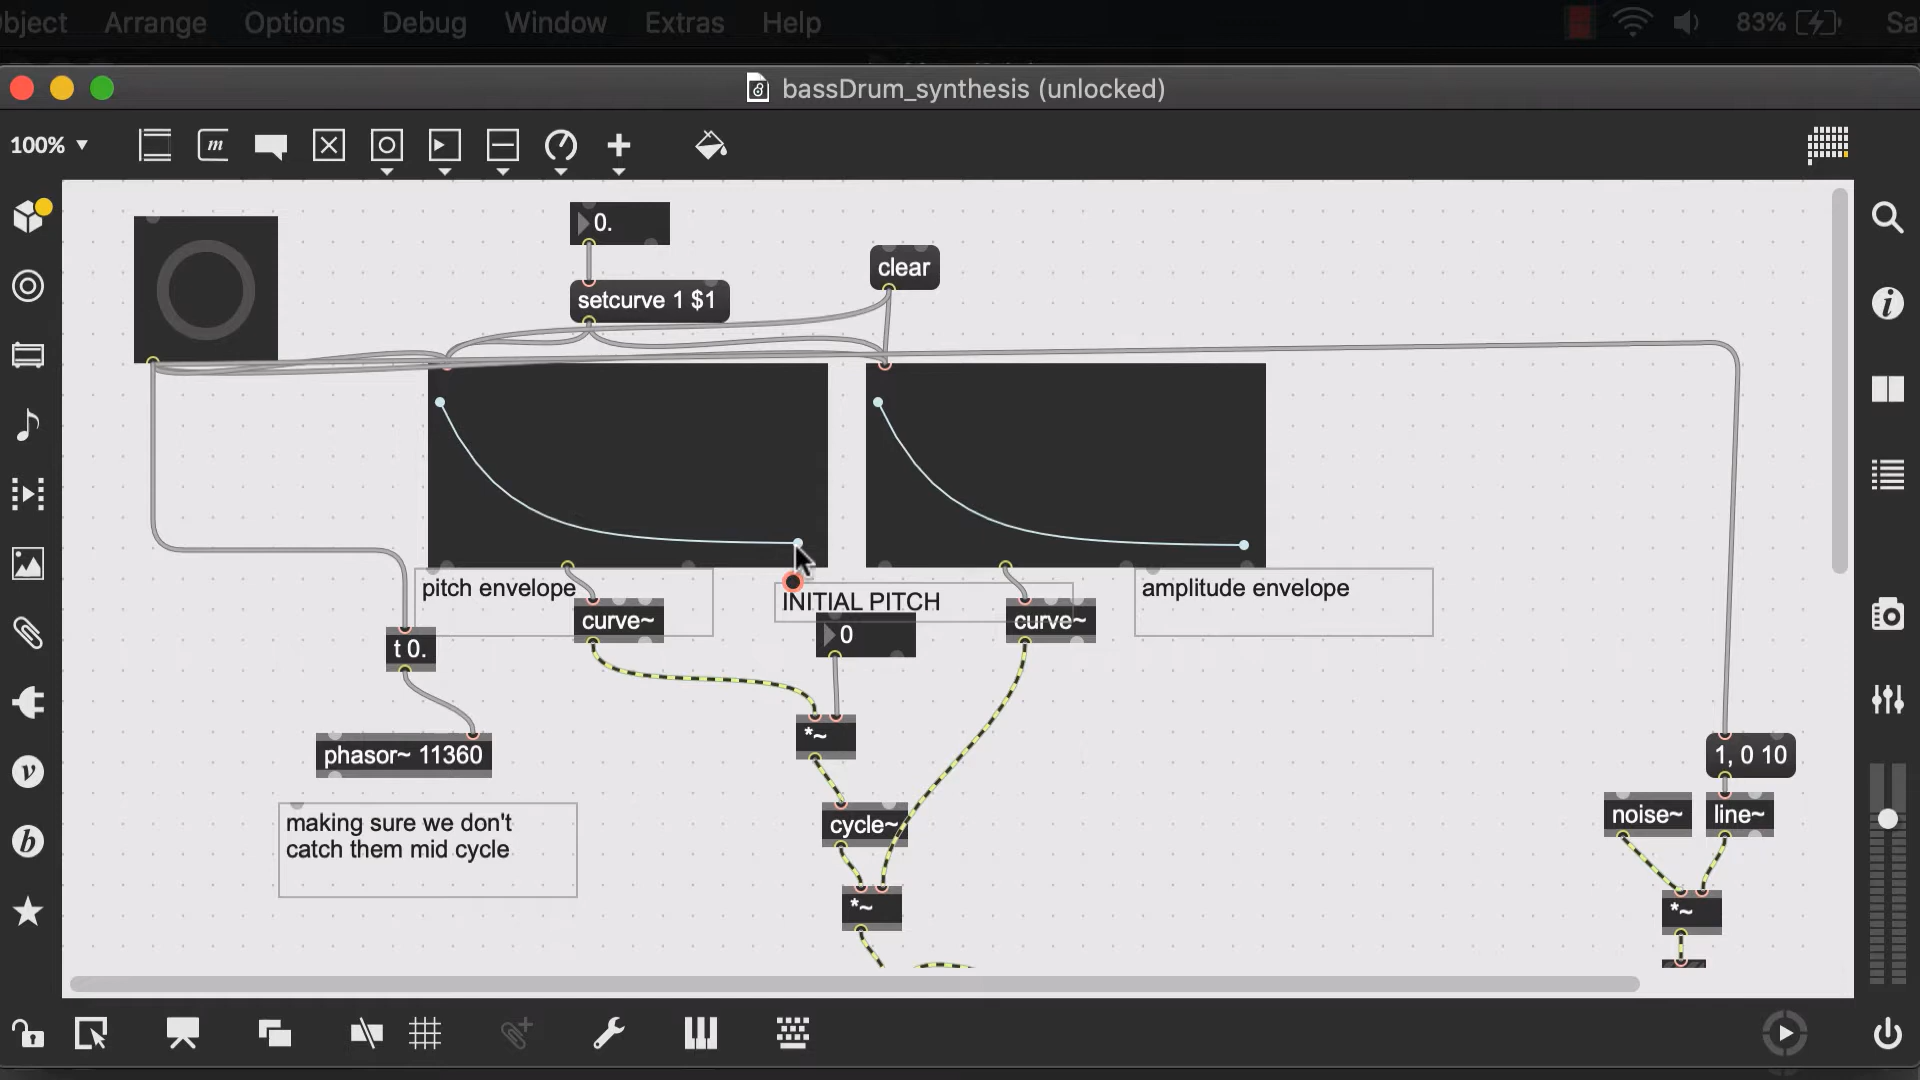 bject Arrange Options Debug Window Extras Help 83% Sa
bassDrum_synthesis (unlocked)
100% m
0.
clear
setcurve 1 $1
pitch envelope
INITIAL PITCH
amplitude envelope
curve~
curve~
0
t 0.
*~
phasor~ 11360
1, 0 10
making sure we don't
catch them mid cycle
cycle~
noise~
line~
*~
*~